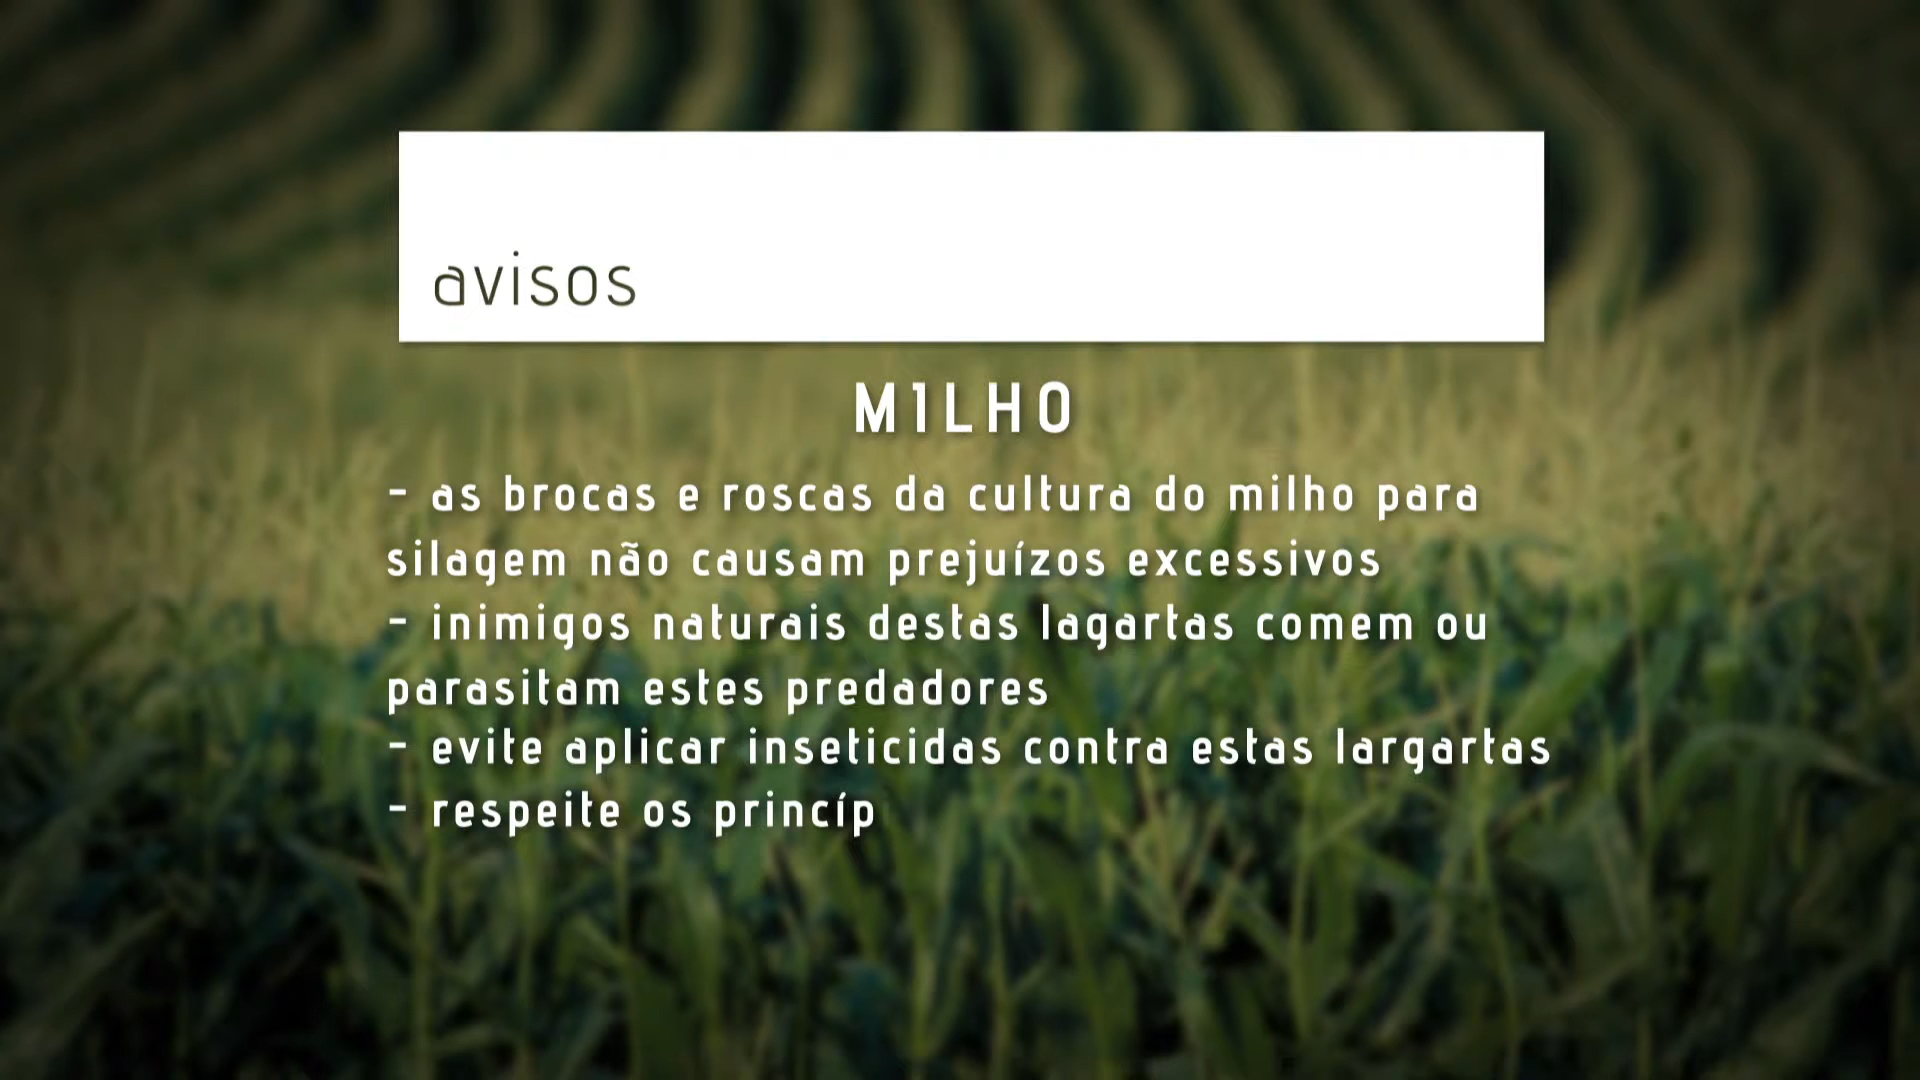 avisos
MILHO
- as brocas e roscas da cultura do milho para
silagem não causam prejuízos excessivos
- inimigos naturais destas lagartas comem ou
parasitam estes predadores
- evite aplicar inseticidas contra estas largartas
- respeite os princíp